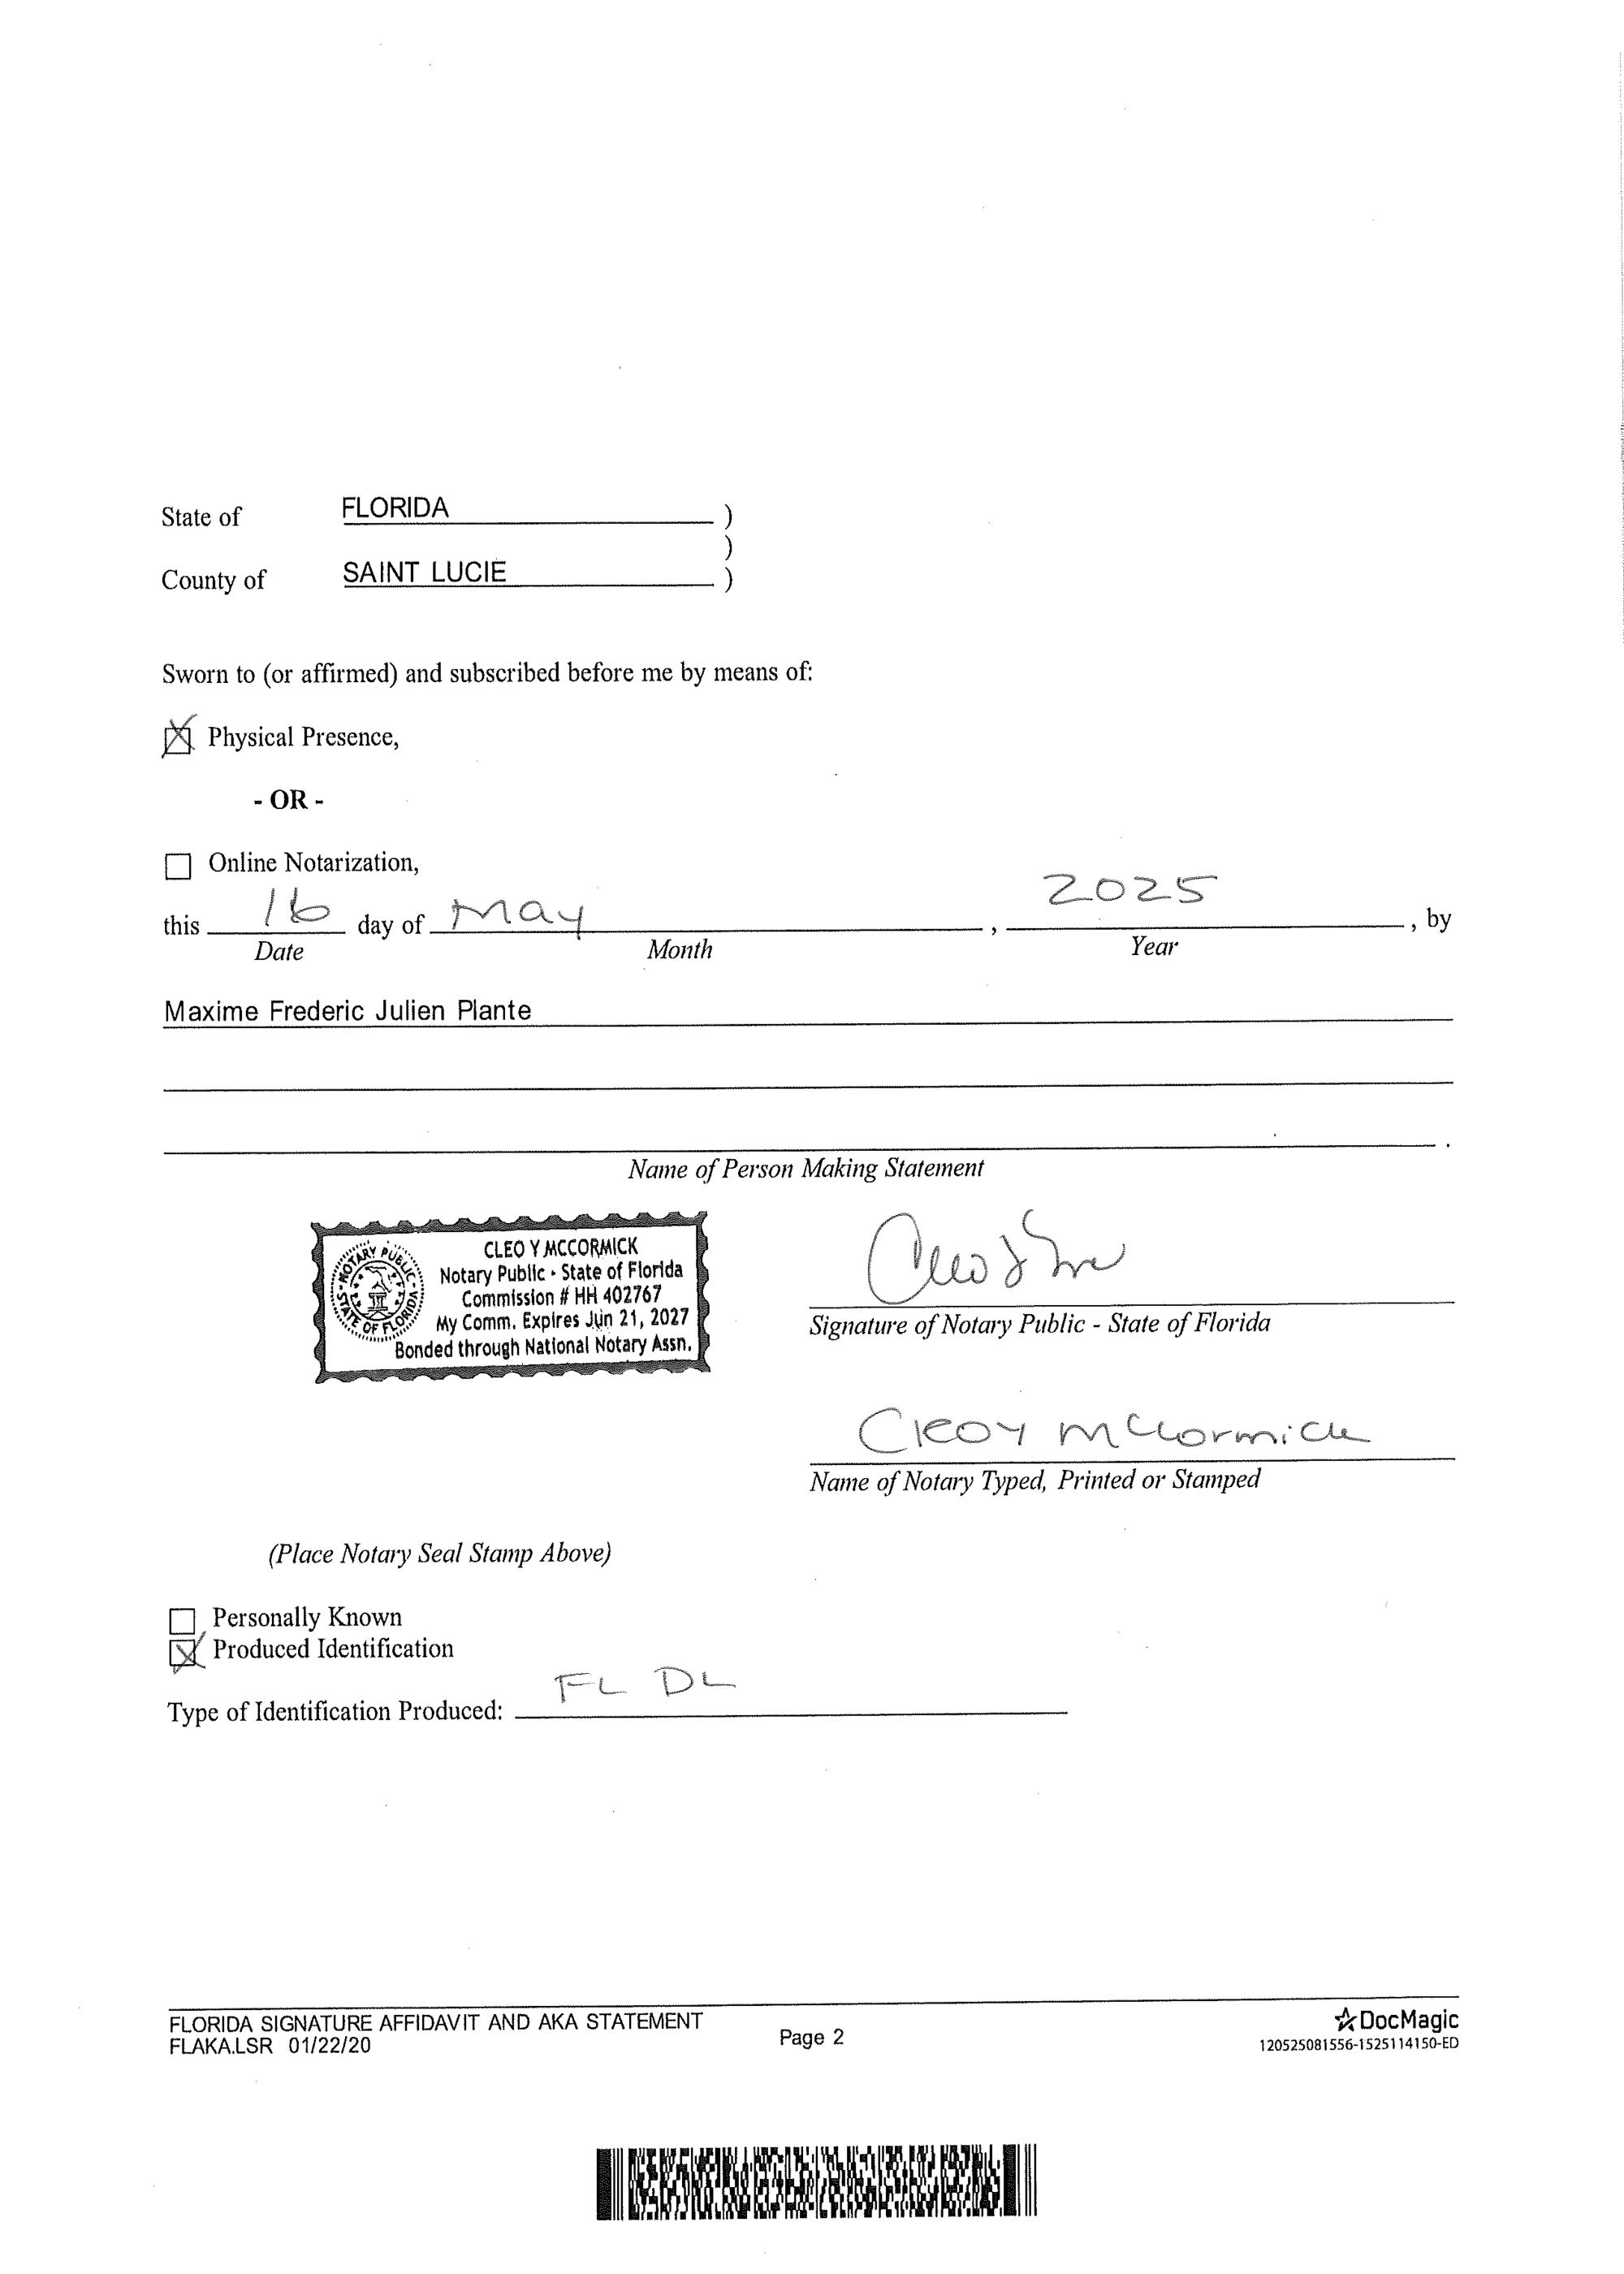 State of FLORIDA )
)
County of SAINT LUCIE )
Sworn to (or affirmed) and subscribed before me by means of:
Physical Presence,
- OR -
Online Notarization,
this 16 day of May, 2025, by
Date Month Year
Maxime Frederic Julien Plante
.
Name of Person Making Statement
NOTARY PUBLIC
STATE OF FLORIDA
CLEO Y MCCORMICK
Notary Public - State of Florida
Commission # HH 402767
My Comm. Expires Jun 21, 2027
Bonded through National Notary Assn.
Signature of Notary Public - State of Florida
Cleo Y McCormick
Name of Notary Typed, Printed or Stamped
(Place Notary Seal Stamp Above)
Personally Known
Produced Identification
Type of Identification Produced: FL DL
FLORIDA SIGNATURE AFFIDAVIT AND AKA STATEMENT
FLAKA.LSR 01/22/20
Page 2
DocMagic
120525081556-1525114150-ED